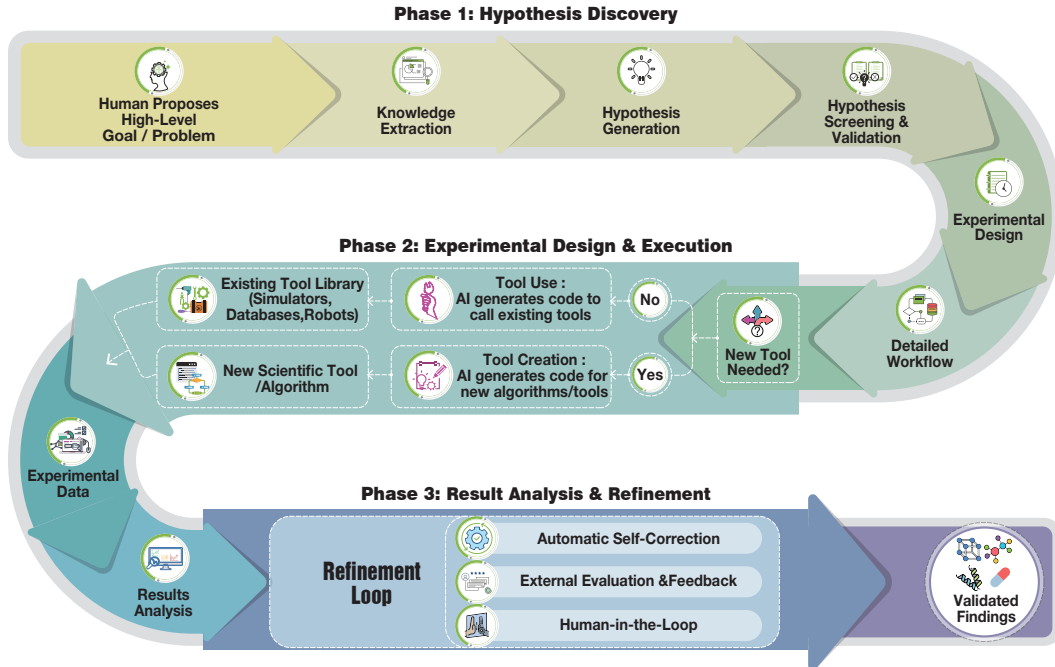 Phase 1: Hypothesis Discovery
Human Proposes
High-Level
Goal / Problem
Knowledge
Extraction
Hypothesis
Generation
Hypothesis
Screening &
Validation
Experimental
Design
Detailed
Workflow
Phase 2: Experimental Design & Execution
New Tool
Needed?
No
Tool Use :
AI generates code to
call existing tools
Existing Tool Library
(Simulators,
Databases,Robots)
Yes
Tool Creation :
AI generates code for
new algorithms/tools
New Scientific Tool
/Algorithm
Experimental
Data
Results
Analysis
Phase 3: Result Analysis & Refinement
Refinement
Loop
Automatic Self-Correction
External Evaluation &Feedback
Human-in-the-Loop
Validated
Findings